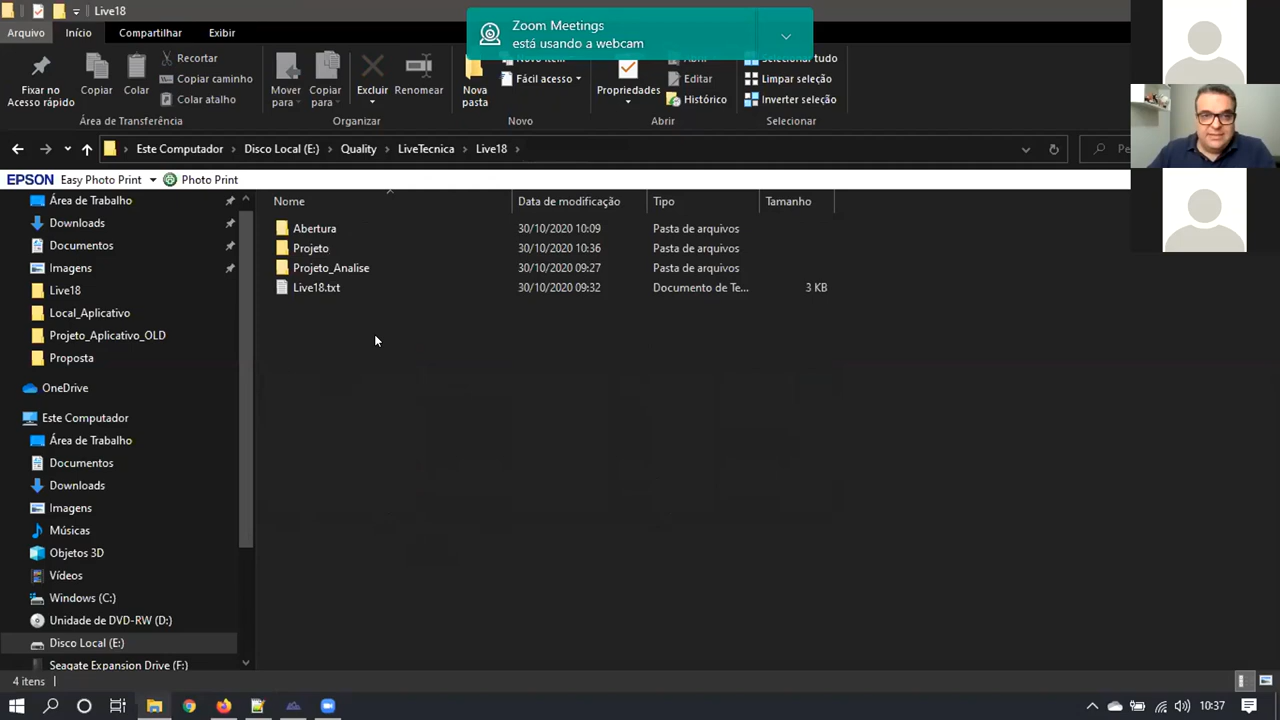 Live18
Zoom Meetings
está usando a webcam
Arquivo
Início
Compartilhar
Exibir
Fixar no
Acesso rápido
Copiar
Colar
Recortar
Copiar caminho
Colar atalho
Área de Transferência
Mover
para
Copiar
para
Excluir
Renomear
Organizar
Nova
pasta
Fácil acesso
Novo
Propriedades
Editar
Histórico
Abrir
Limpar seleção
Inverter seleção
Selecionar
Este Computador
Disco Local (E:)
Quality
LiveTecnica
Live18
EPSON
Easy Photo Print
Photo Print
Nome
Data de modificação
Tipo
Tamanho
Abertura 30/10/2020 10:09 Pasta de arquivos
Projeto 30/10/2020 10:36 Pasta de arquivos
Projeto_Analise 30/10/2020 09:27 Pasta de arquivos
Live18.txt 30/10/2020 09:32 Documento de Te... 3 KB
Área de Trabalho
Downloads
Documentos
Imagens
Live18
Local_Aplicativo
Projeto_Aplicativo_OLD
Proposta
OneDrive
Este Computador
Área de Trabalho
Documentos
Downloads
Imagens
Músicas
Objetos 3D
Vídeos
Windows (C:)
Unidade de DVD-RW (D:)
Disco Local (E:)
Seagate Expansion Drive (F:)
4 itens
10:37